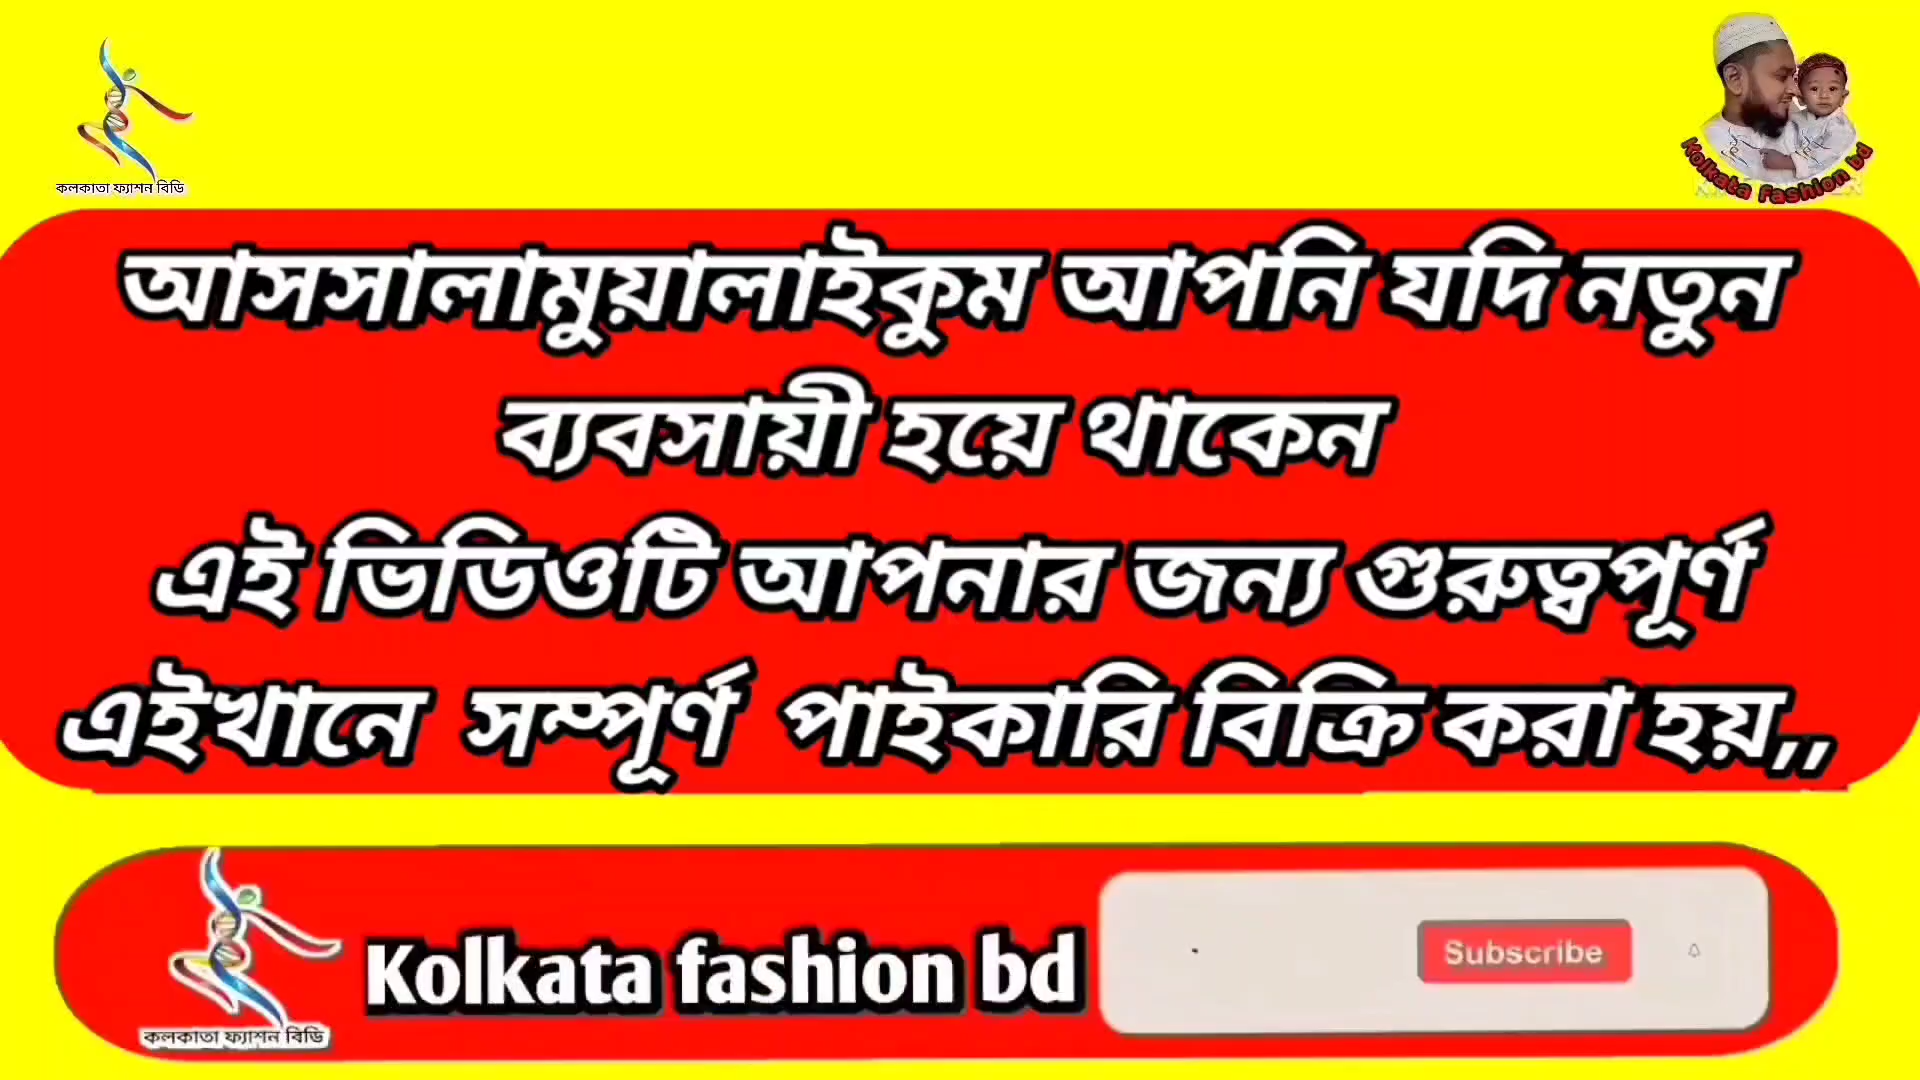 কলকাতা ফ্যাশন বিডি
Kolkata Fashion bd
আসসালামুয়ালাইকুম আপনি যদি নতুন
ব্যবসায়ী হয়ে থাকেন
এই ভিডিওটি আপনার জন্য গুরুত্বপূর্ণ
এইখানে সম্পূর্ণ পাইকারি বিক্রি করা হয়,,
Kolkata fashion bd
Subscribe
কলকাতা ফ্যাশন বিডি